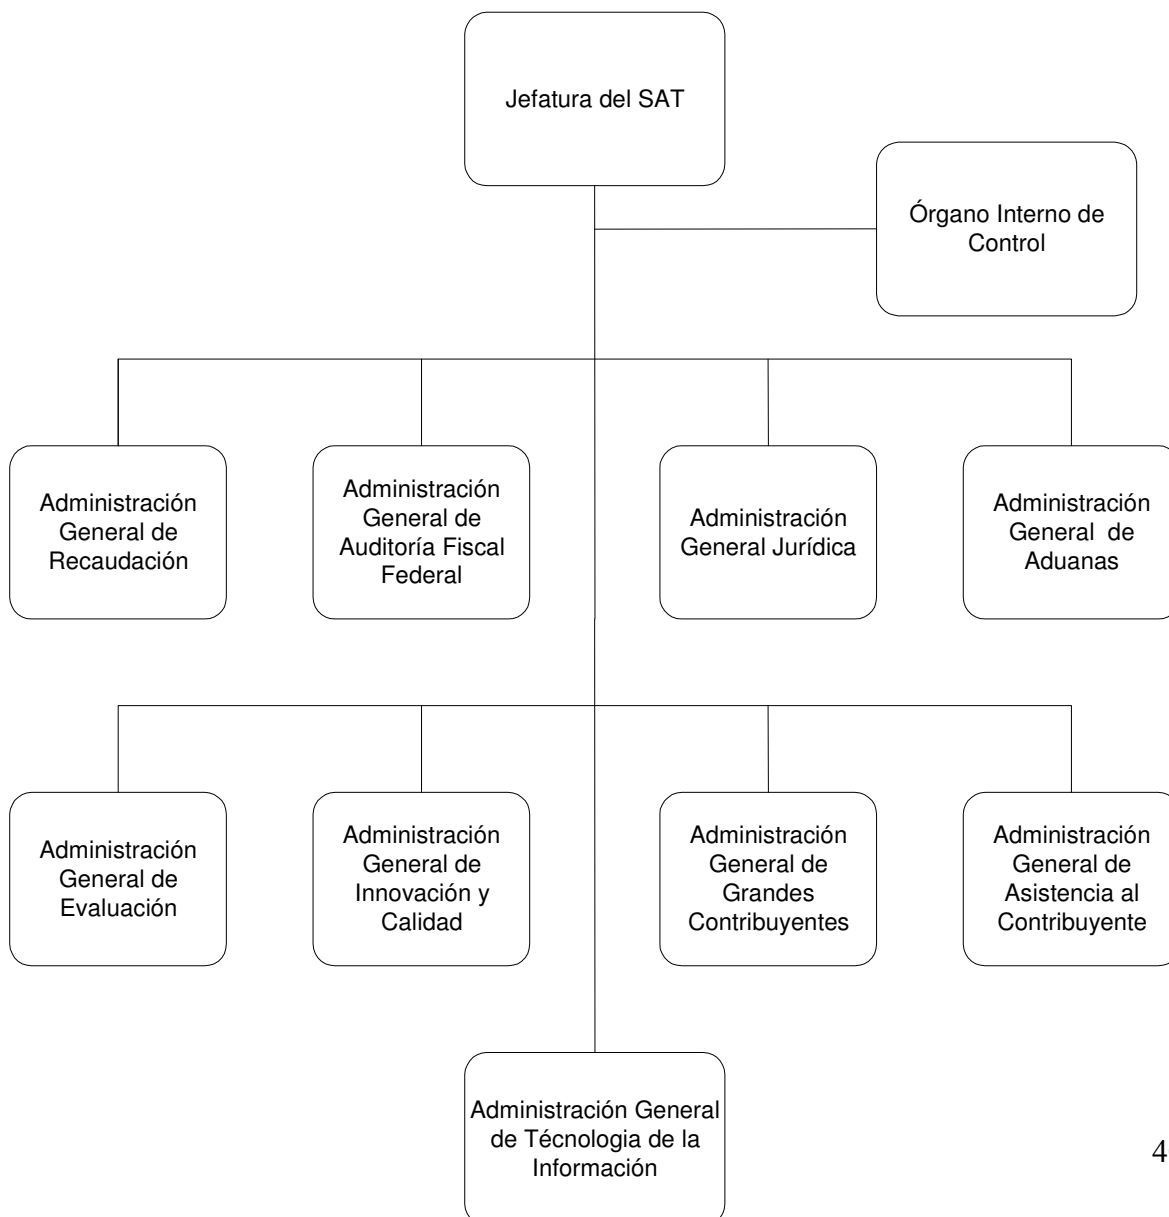 Jefatura del SAT
Órgano Interno de
Control
Administración
General de
Recaudación
Administración
General de
Auditoría Fiscal
Federal
Administración
General Jurídica
Administración
General  de
Aduanas
Administración
General de
Evaluación
Administración
General de
Innovación y
Calidad
Administración
General de
Grandes
Contribuyentes
Administración
General de
Asistencia al
Contribuyente
Administración General
de Técnologia de la
Información
4